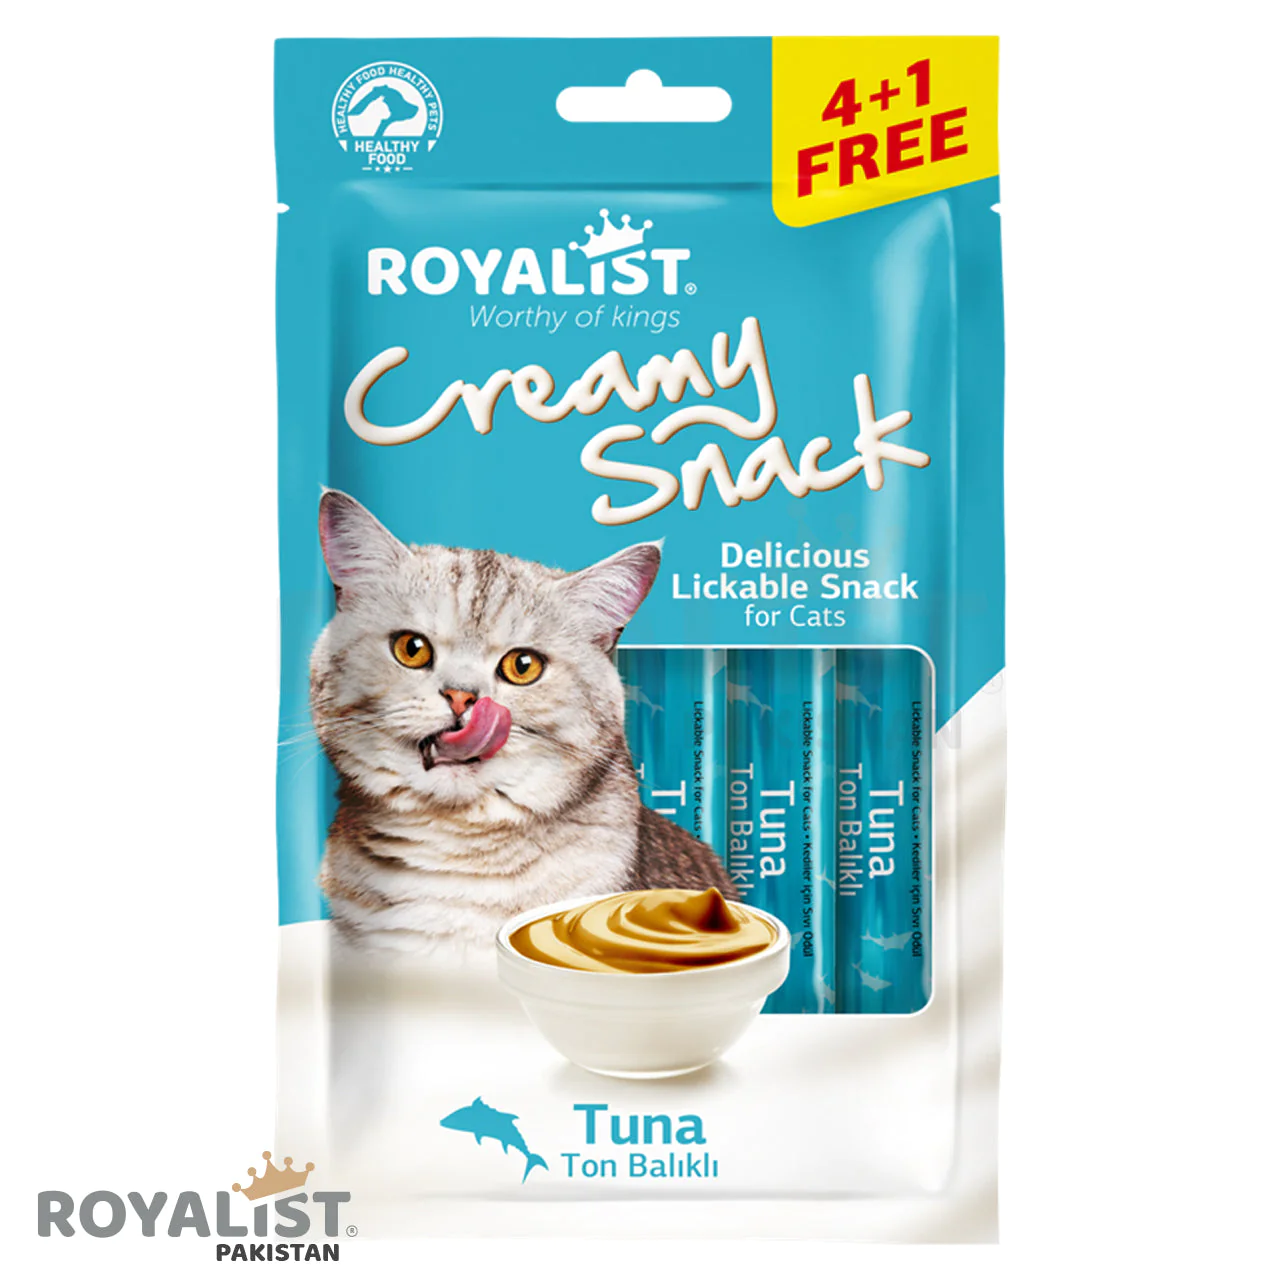 HEALTHY FOOD HEALTHY PETS
HEALTHY
FOOD
4+1
FREE
ROYALIST®
Worthy of kings
Creamy
Snack
Delicious
Lickable Snack
for Cats
Lickable Snack for Cats •
Tuna
Ton Balıklı
Lickable Snack for Cats • Kediler için Sıvı Ödül
Tuna
Ton Balıklı
Lickable Snack for Cats • Kediler için Sıvı Ödül
Tuna
Ton Balıklı
ROYALIST®
PAKISTAN